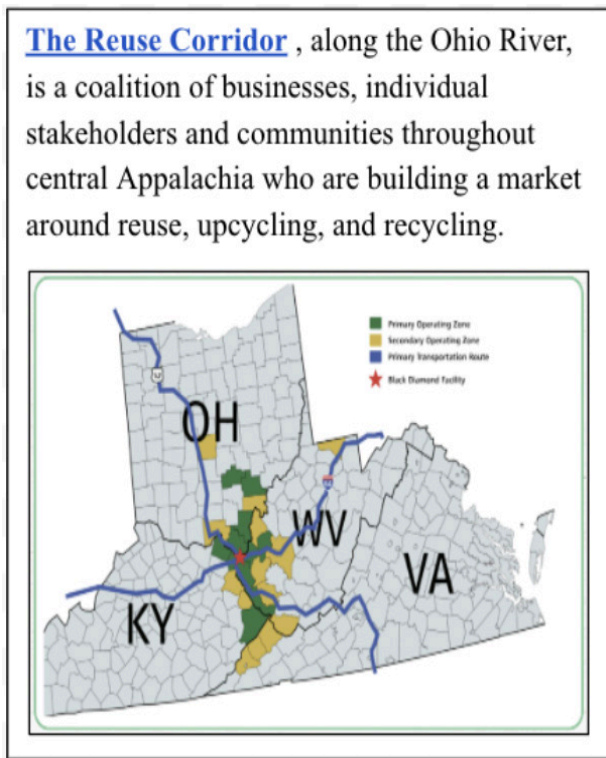 The Reuse Corridor , along the Ohio River,
is a coalition of businesses, individual
stakeholders and communities throughout
central Appalachia who are building a market
around reuse, upcycling, and recycling.
Primary Operating Zone
Secondary Operating Zone
Primary Transportation Route
Black Diamond Facility
OH
WV
VA
KY